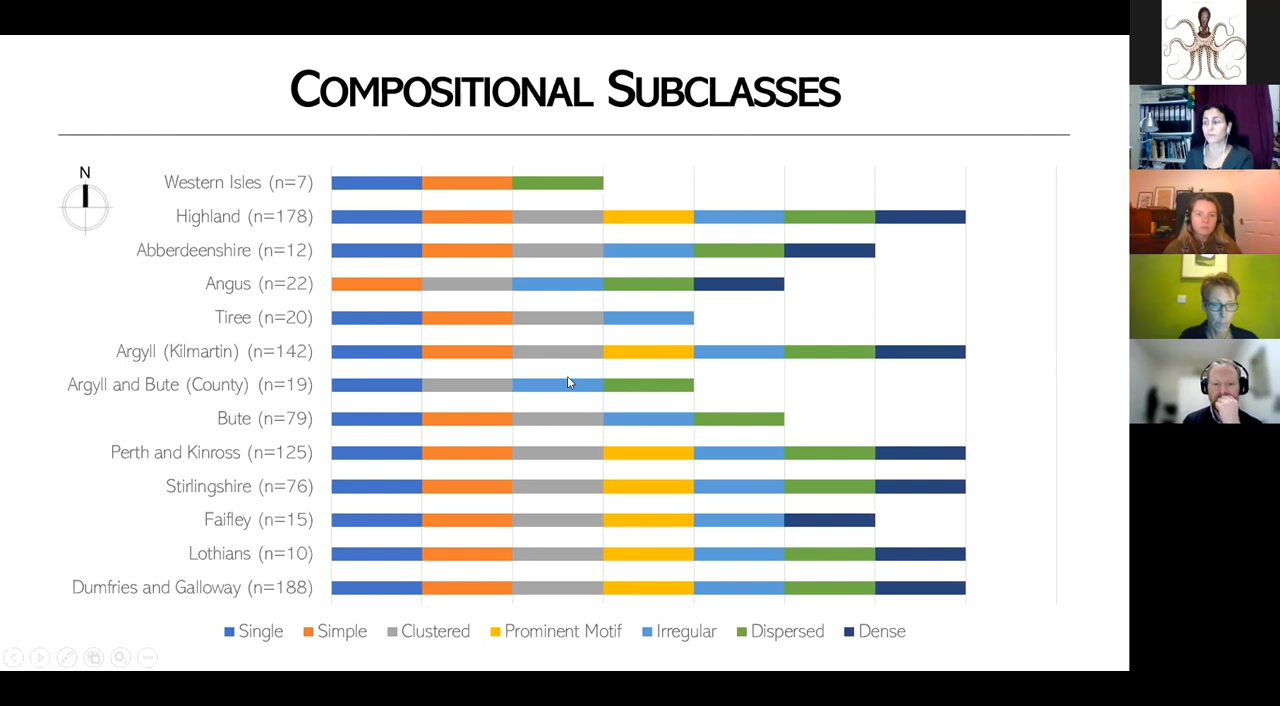 COMPOSITIONAL SUBCLASSES
N
Western Isles (n=7)
Highland (n=178)
Abberdeenshire (n=12)
Angus (n=22)
Tiree (n=20)
Argyll (Kilmartin) (n=142)
Argyll and Bute (County) (n=19)
Bute (n=79)
Perth and Kinross (n=125)
Stirlingshire (n=76)
Faifley (n=15)
Lothians (n=10)
Dumfries and Galloway (n=188)
Single Simple Clustered Prominent Motif Irregular Dispersed Dense